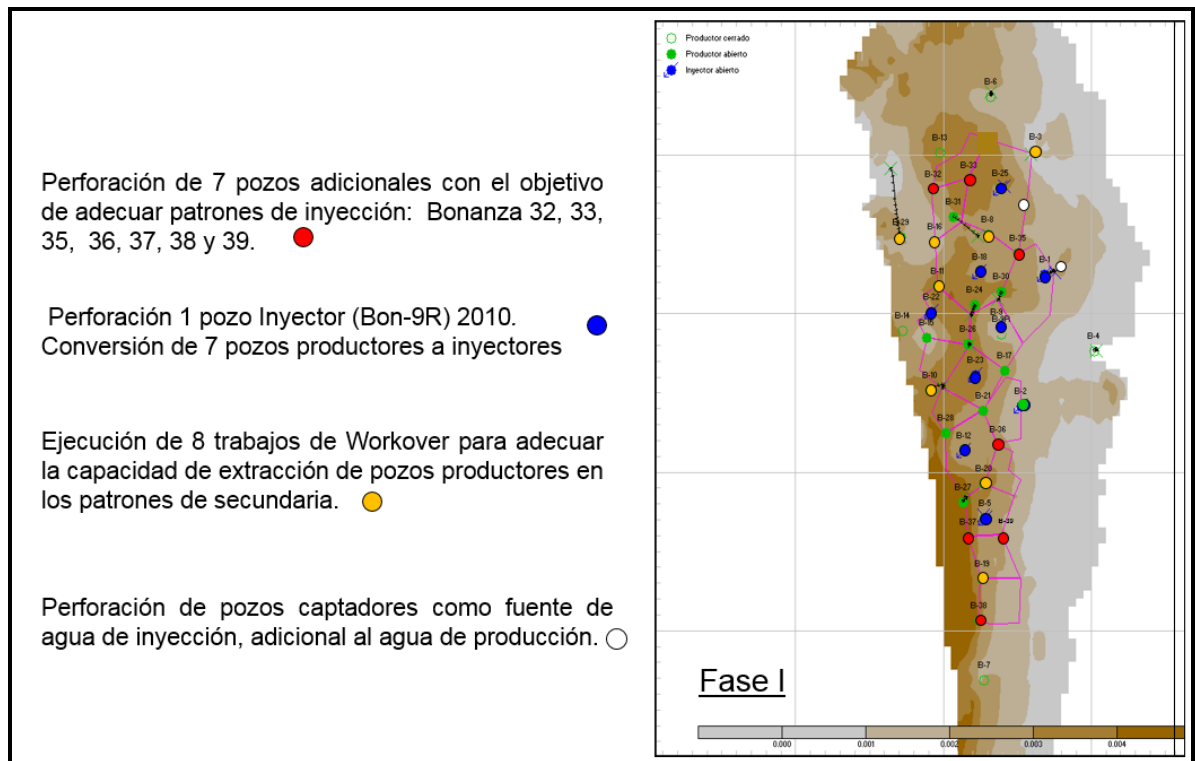 Perforación de 7 pozos adicionales con el objetivo
de adecuar patrones de inyección: Bonanza 32, 33,
35, 36, 37, 38 y 39.
Perforación 1 pozo Inyector (Bon-9R) 2010.
Conversión de 7 pozos productores a inyectores
Ejecución de 8 trabajos de Workover para adecuar
la capacidad de extracción de pozos productores en
los patrones de secundaria.
Perforación de pozos captadores como fuente de
agua de inyección, adicional al agua de producción.
Productor cerrado
Productor abierto
Inyector abierto
B-6
B-13
B-3
B-33
B-32
B-25
B-31
B-29
B-8
B-16
B-35
B-18
B-1
B-11
B-30
B-22
B-24
B-9
B-14
B-15
B-9R
B-26
B-4
B-17
B-23
B-10
B-2
B-21
B-28
B-36
B-12
B-20
B-27
B-5
B-37
B-39
B-19
B-38
B-7
Fase I
0.000 0.001 0.002 0.003 0.004